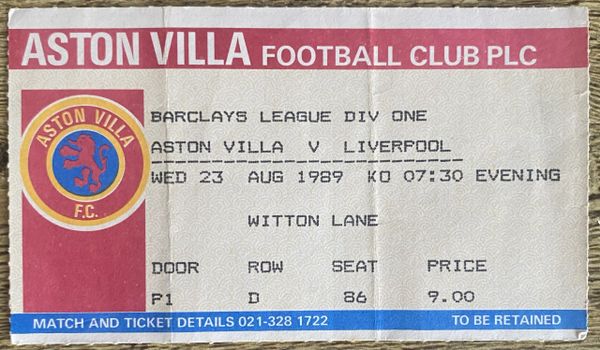 ASTON VILLA FOOTBALL CLUB PLC
ASTON VILLA
F.C.
BARCLAYS LEAGUE DIV ONE
ASTON VILLA V LIVERPOOL
WED 23 AUG 1989 KO 07:30 EVENING
WITTON LANE
DOOR ROW SEAT PRICE
P1 D 86 9.00
MATCH AND TICKET DETAILS 021-328 1722 TO BE RETAINED